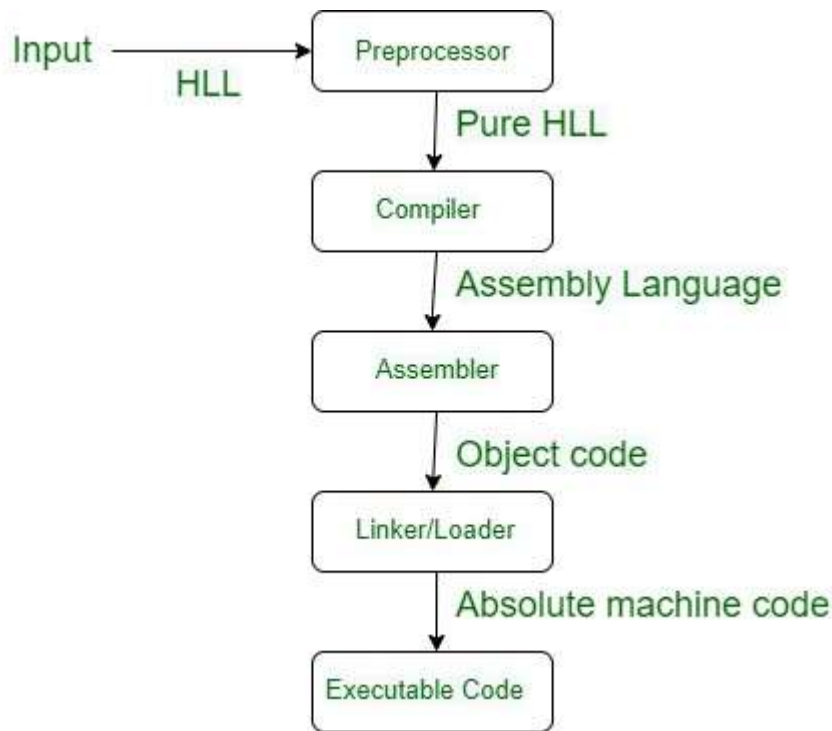 Input
HLL
Preprocessor
Pure HLL
Compiler
Assembly Language
Assembler
Object code
Linker/Loader
Absolute machine code
Executable Code